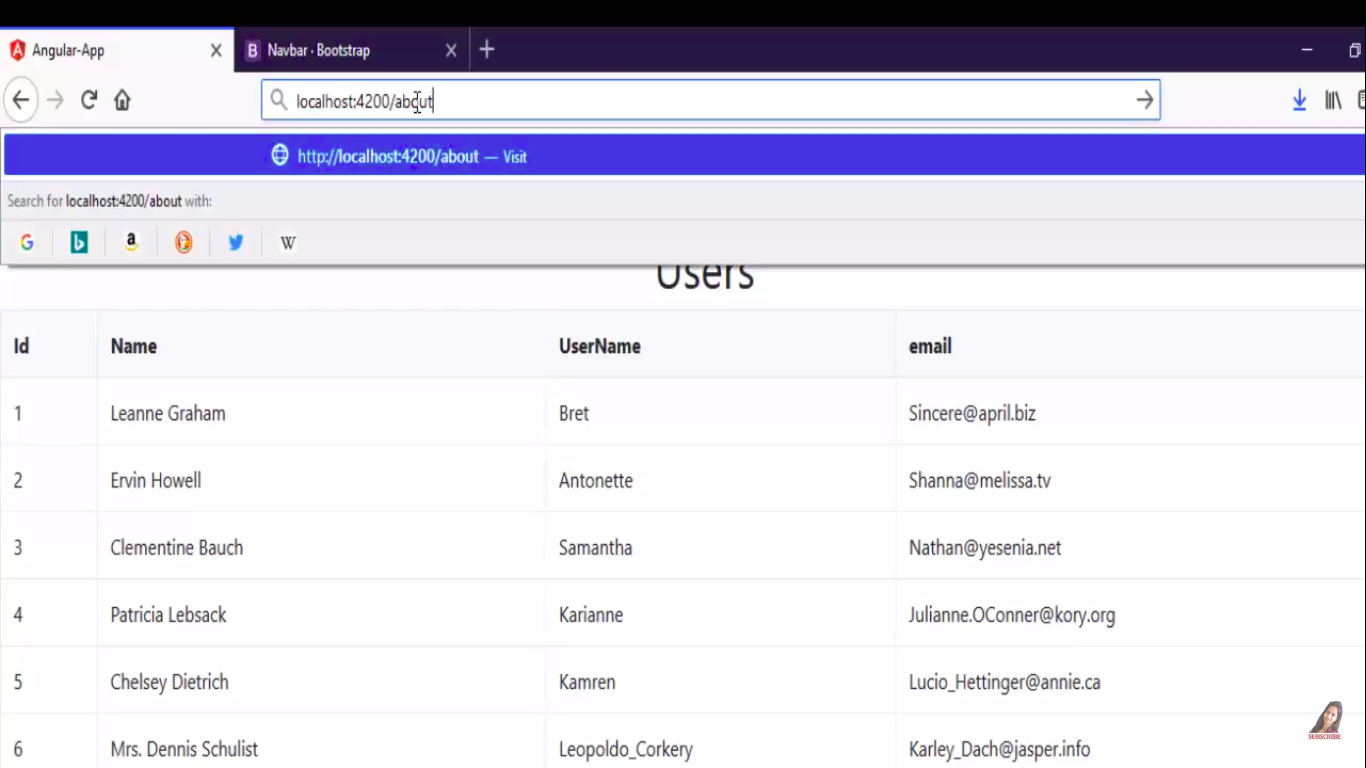 Angular-App
Navbar · Bootstrap
localhost:4200/about
http://localhost:4200/about — Visit
Search for localhost:4200/about with:
G b a W
Users
Id Name UserName email
1 Leanne Graham Bret Sincere@april.biz
2 Ervin Howell Antonette Shanna@melissa.tv
3 Clementine Bauch Samantha Nathan@yesenia.net
4 Patricia Lebsack Karianne Julianne.OConner@kory.org
5 Chelsey Dietrich Kamren Lucio_Hettinger@annie.ca
6 Mrs. Dennis Schulist Leopoldo_Corkery Karley_Dach@jasper.info
SUBSCRIBE